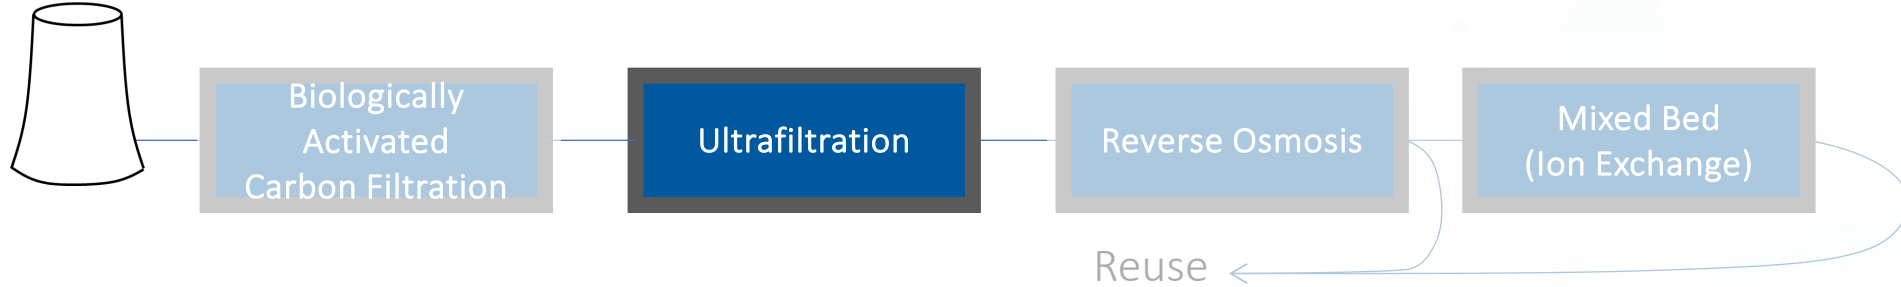 Biologically
Activated
Carbon Filtration
Ultrafiltration
Reverse Osmosis
Mixed Bed
(Ion Exchange)
Reuse